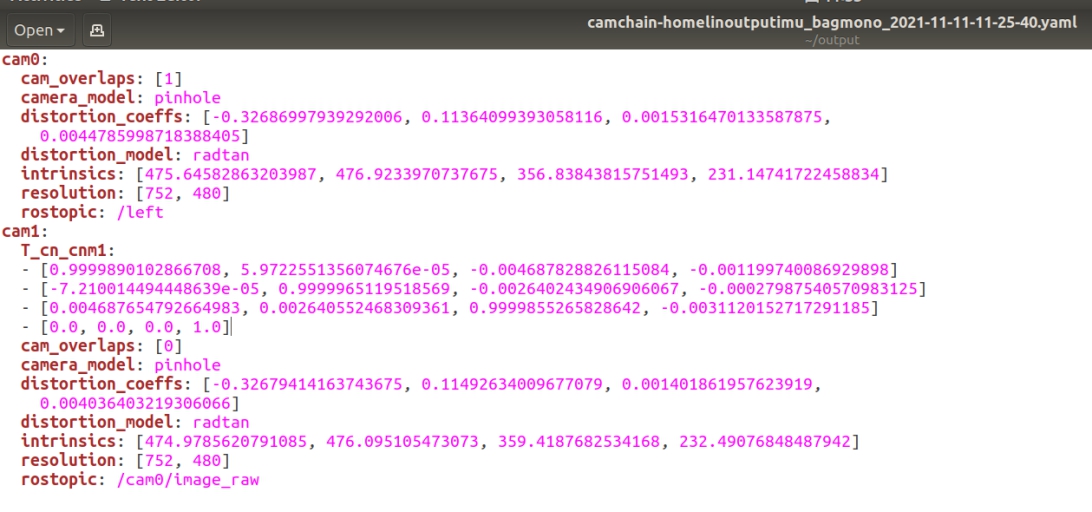 Open
camchain-homelinoutputimu_bagmono_2021-11-11-11-25-40.yaml
~/output
cam0:
cam_overlaps: [1]
camera_model: pinhole
distortion_coeffs: [-0.32686997939292006, 0.11364099393058116, 0.0015316470133587875,
0.0044785998718388405]
distortion_model: radtan
intrinsics: [475.64582863203987, 476.9233970737675, 356.83843815751493, 231.14741722458834]
resolution: [752, 480]
rostopic: /left
cam1:
T_cn_cnm1:
- [0.9999890102866708, 5.9722551356074676e-05, -0.004687828826115084, -0.001199740086929898]
- [-7.210014494448639e-05, 0.9999965119518569, -0.0026402434906906067, -0.00027987540570983125]
- [0.004687654792664983, 0.002640552468309361, 0.9999855265828642, -0.0031120152717291185]
- [0.0, 0.0, 0.0, 1.0]
cam_overlaps: [0]
camera_model: pinhole
distortion_coeffs: [-0.32679414163743675, 0.11492634009677079, 0.001401861957623919,
0.004036403219306066]
distortion_model: radtan
intrinsics: [474.9785620791085, 476.095105473073, 359.4187682534168, 232.49076848487942]
resolution: [752, 480]
rostopic: /cam0/image_raw